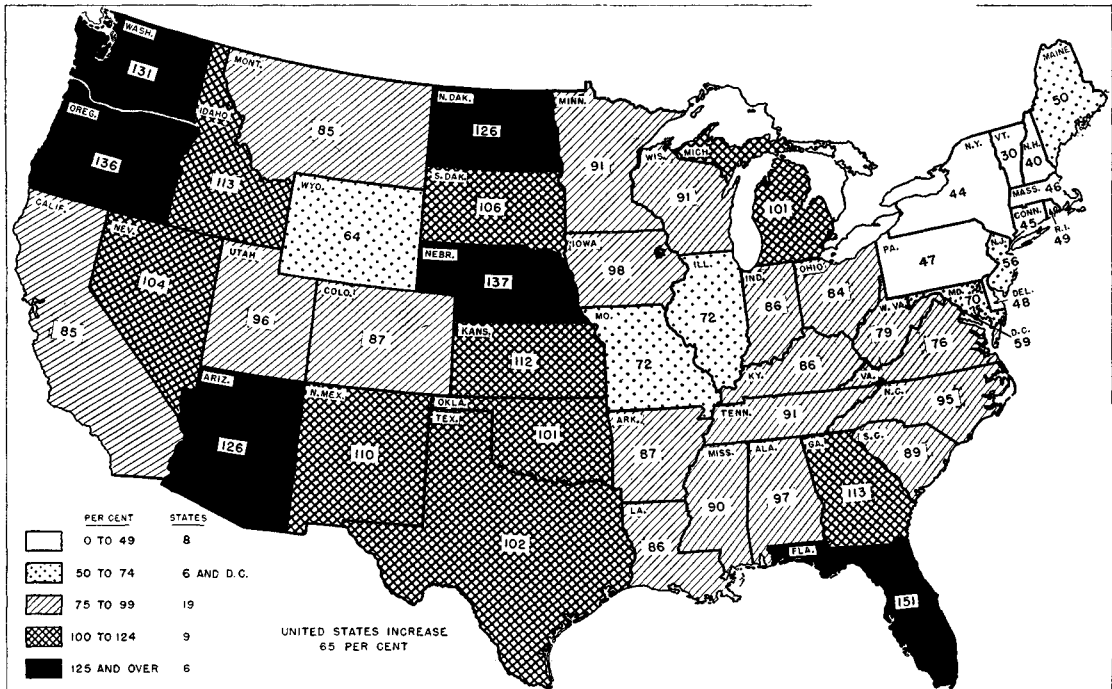 WASH.
131
OREG.
136
CALIF.
85
IDAHO
113
NEV.
104
MONT.
85
WYO.
64
UTAH
96
COLO.
87
ARIZ.
126
N. MEX.
110
N. DAK.
126
S. DAK.
106
NEBR.
137
KANS.
112
OKLA.
101
TEX.
102
MINN.
91
IOWA
98
MO.
72
ARK.
87
LA.
86
WIS.
91
ILL.
72
MICH.
101
IND.
86
OHIO
84
KY.
86
TENN.
91
MISS.
90
ALA.
97
GA.
113
FLA.
151
S.C.
89
N.C.
95
VA.
76
W. VA.
79
PA.
47
N.Y.
44
VT.
30
N.H.
40
MAINE
50
MASS. 46
CONN.
45
R.I.
49
N.J.
56
DEL.
48
MD.
70
D.C.
59
PER CENT STATES
0 TO 49 8
50 TO 74 6 AND D.C.
75 TO 99 19
100 TO 124 9
125 AND OVER 6
UNITED STATES INCREASE
65 PER CENT